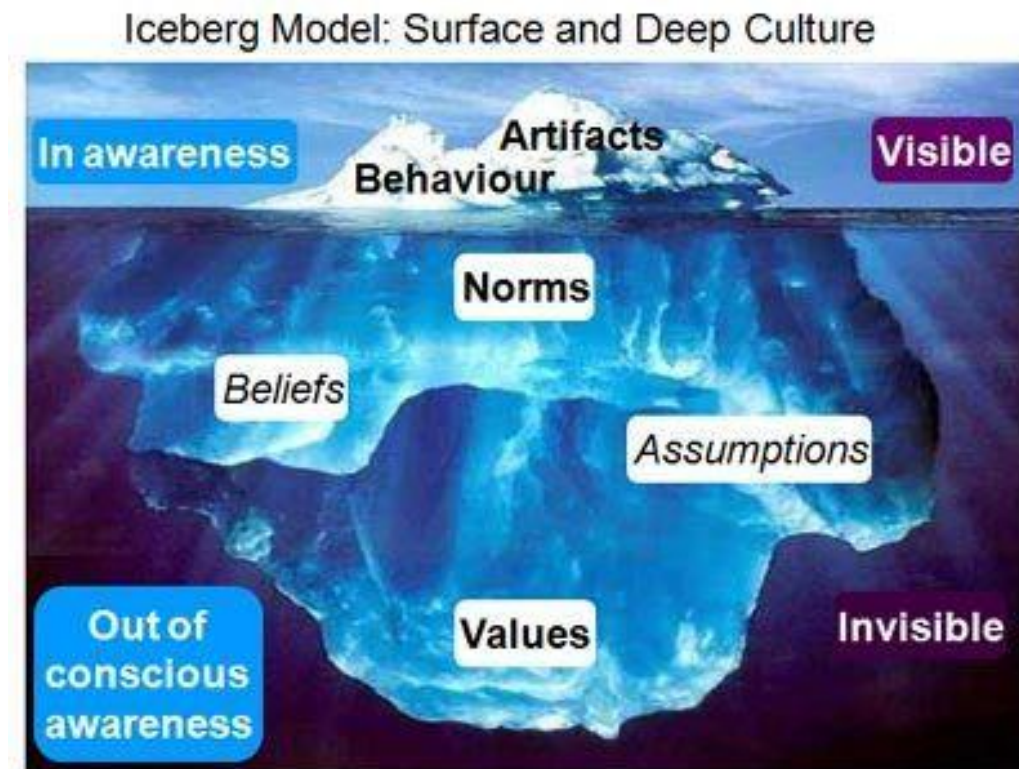 Iceberg Model: Surface and Deep Culture
In awareness
Artifacts
Behaviour
Visible
Norms
Beliefs
Assumptions
Out of
conscious
awareness
Values
Invisible